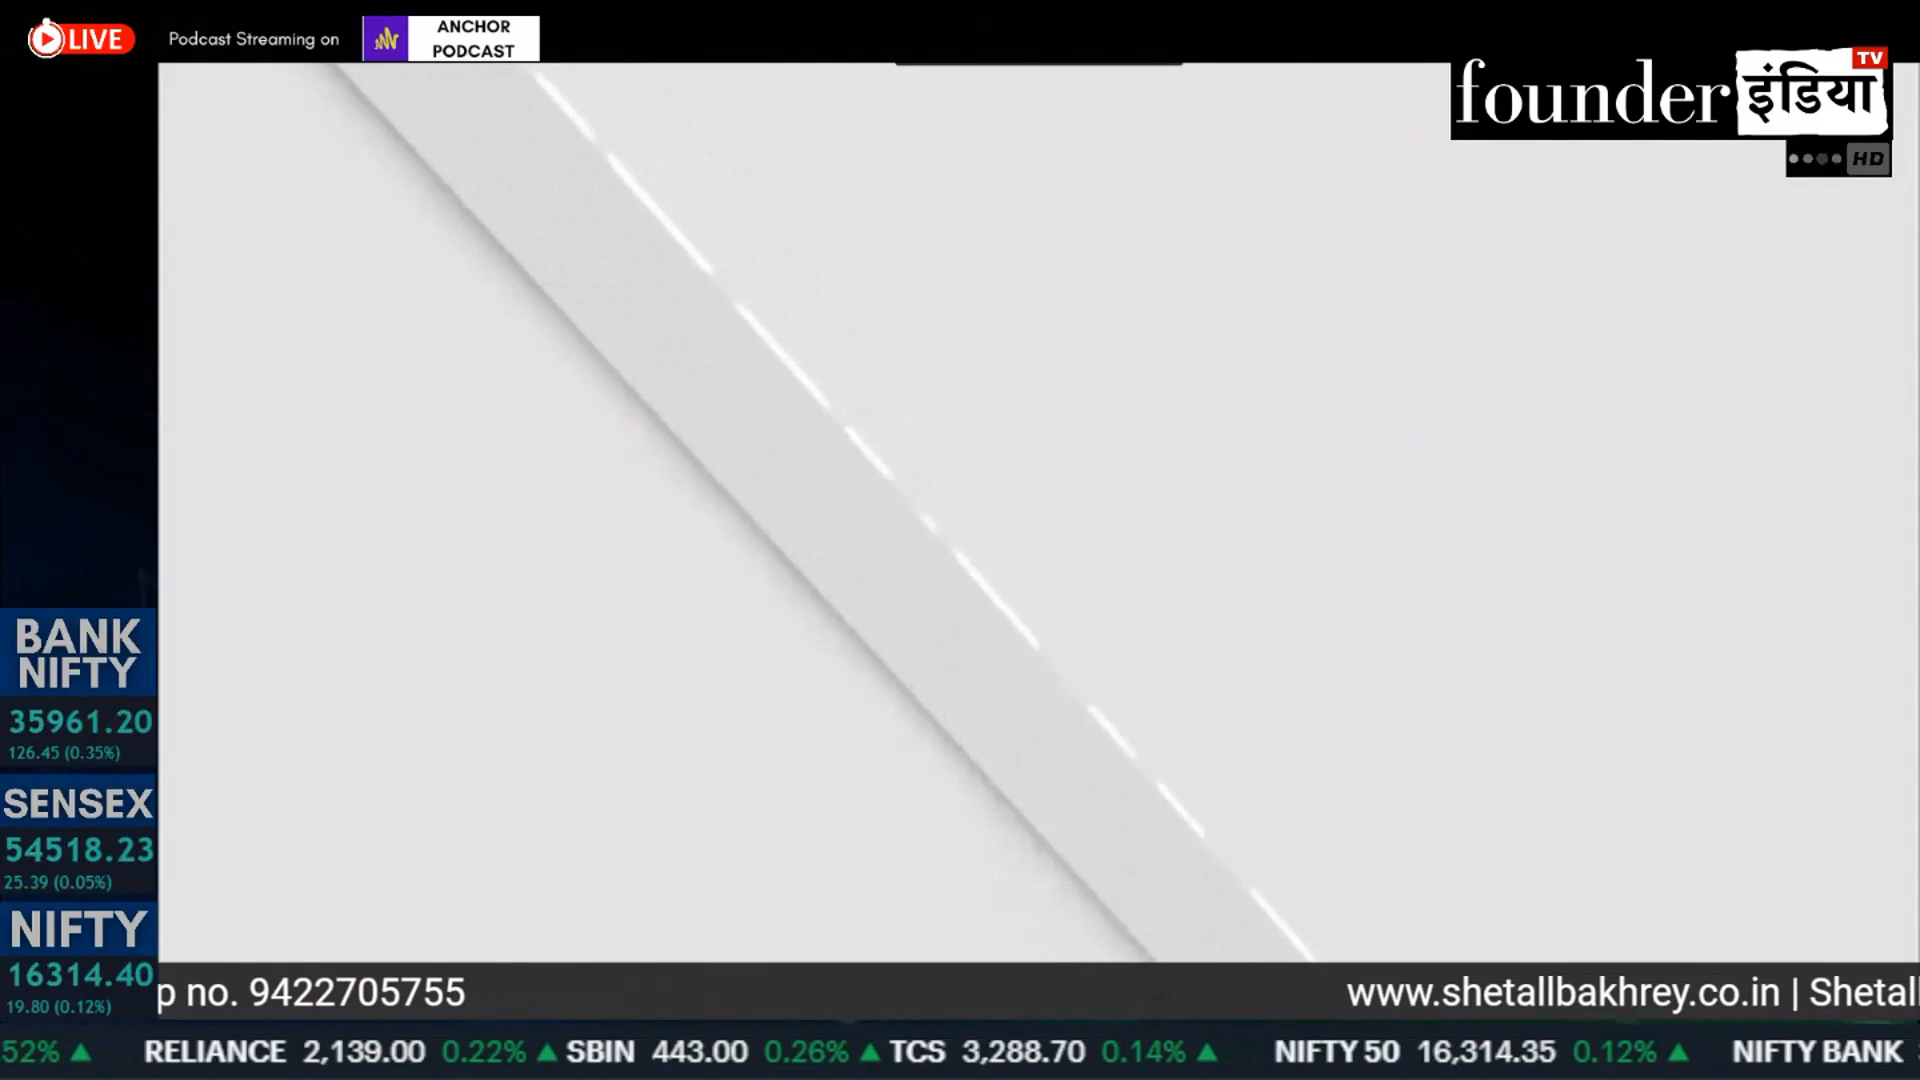 LIVE
Podcast Streaming on
ANCHOR
PODCAST
TV
founder इंडिया
HD
BANK
NIFTY
35961.20
126.45 (0.35%)
SENSEX
54518.23
25.39 (0.05%)
NIFTY
16314.40
19.80 (0.12%)
p no. 9422705755 www.shetallbakhrey.co.in | Shetall
52% ▲ RELIANCE 2,139.00 0.22% ▲ SBIN 443.00 0.26% ▲ TCS 3,288.70 0.14% ▲ NIFTY 50 16,314.35 0.12% ▲ NIFTY BANK